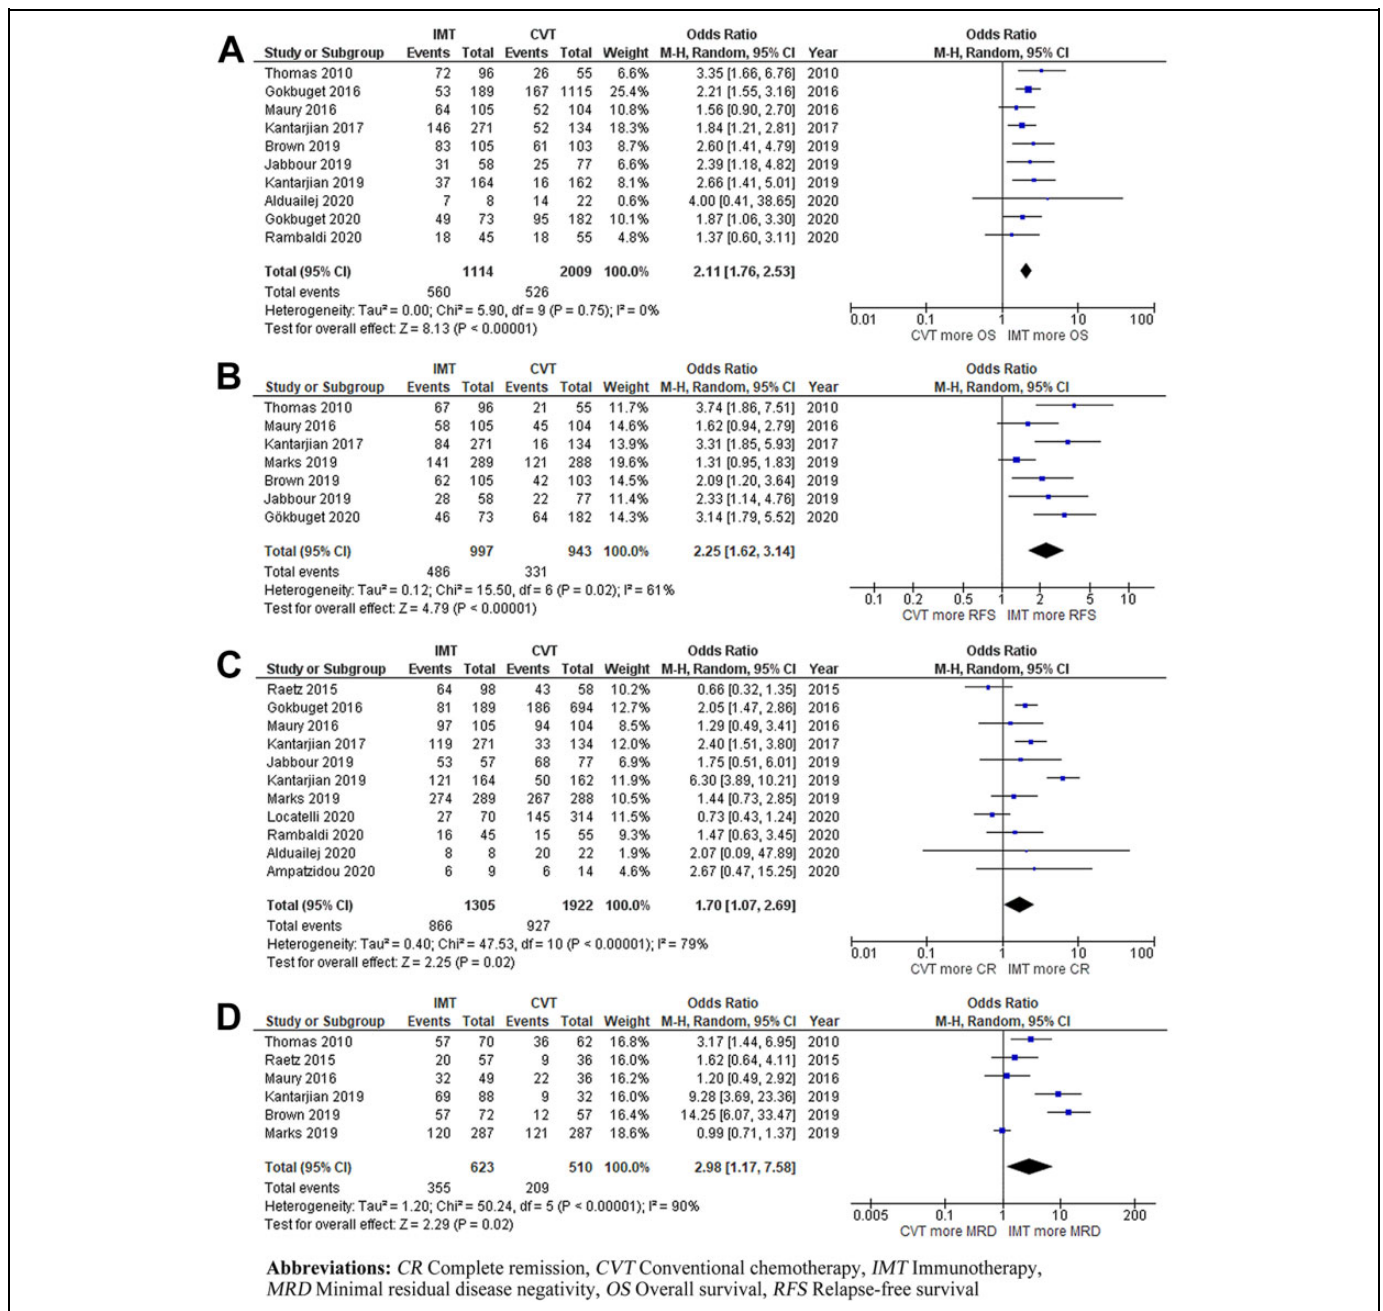 A
IMT CVT Odds Ratio Odds Ratio
Study or Subgroup Events Total Events Total Weight M-H, Random, 95% CI Year M-H, Random, 95% CI
Thomas 2010 72 96 26 55 6.6% 3.35 [1.66, 6.76] 2010
Gokbuget 2016 53 189 167 1115 25.4% 2.21 [1.55, 3.16] 2016
Maury 2016 64 105 52 104 10.8% 1.56 [0.90, 2.70] 2016
Kantarjian 2017 146 271 52 134 18.3% 1.84 [1.21, 2.81] 2017
Brown 2019 83 105 61 103 8.7% 2.60 [1.41, 4.79] 2019
Jabbour 2019 31 58 25 77 6.6% 2.39 [1.18, 4.82] 2019
Kantarjian 2019 37 164 16 162 8.1% 2.66 [1.41, 5.01] 2019
Alduailej 2020 7 8 14 22 0.6% 4.00 [0.41, 38.65] 2020
Gokbuget 2020 49 73 95 182 10.1% 1.87 [1.06, 3.30] 2020
Rambaldi 2020 18 45 18 55 4.8% 1.37 [0.60, 3.11] 2020
Total (95% CI) 1114 2009 100.0% 2.11 [1.76, 2.53]
Total events 560 526
Heterogeneity: Tau² = 0.00; Chi² = 5.90, df = 9 (P = 0.75); I² = 0%
Test for overall effect: Z = 8.13 (P < 0.00001)
0.01 0.1 1 10 100
CVT more OS IMT more OS
B
IMT CVT Odds Ratio Odds Ratio
Study or Subgroup Events Total Events Total Weight M-H, Random, 95% CI Year M-H, Random, 95% CI
Thomas 2010 67 96 21 55 11.7% 3.74 [1.86, 7.51] 2010
Maury 2016 58 105 45 104 14.6% 1.62 [0.94, 2.79] 2016
Kantarjian 2017 84 271 16 134 13.9% 3.31 [1.85, 5.93] 2017
Marks 2019 141 289 121 288 19.6% 1.31 [0.95, 1.83] 2019
Brown 2019 62 105 42 103 14.5% 2.09 [1.20, 3.64] 2019
Jabbour 2019 28 58 22 77 11.4% 2.33 [1.14, 4.76] 2019
Gökbuget 2020 46 73 64 182 14.3% 3.14 [1.79, 5.52] 2020
Total (95% CI) 997 943 100.0% 2.25 [1.62, 3.14]
Total events 486 331
Heterogeneity: Tau² = 0.12; Chi² = 15.50, df = 6 (P = 0.02); I² = 61%
Test for overall effect: Z = 4.79 (P < 0.00001)
0.1 0.2 0.5 1 2 5 10
CVT more RFS IMT more RFS
C
IMT CVT Odds Ratio Odds Ratio
Study or Subgroup Events Total Events Total Weight M-H, Random, 95% CI Year M-H, Random, 95% CI
Raetz 2015 64 98 43 58 10.2% 0.66 [0.32, 1.35] 2015
Gokbuget 2016 81 189 186 694 12.7% 2.05 [1.47, 2.86] 2016
Maury 2016 97 105 94 104 8.5% 1.29 [0.49, 3.41] 2016
Kantarjian 2017 119 271 33 134 12.0% 2.40 [1.51, 3.80] 2017
Jabbour 2019 53 57 68 77 6.9% 1.75 [0.51, 6.01] 2019
Kantarjian 2019 121 164 50 162 11.9% 6.30 [3.89, 10.21] 2019
Marks 2019 274 289 267 288 10.5% 1.44 [0.73, 2.85] 2019
Locatelli 2020 27 70 145 314 11.5% 0.73 [0.43, 1.24] 2020
Rambaldi 2020 16 45 15 55 9.3% 1.47 [0.63, 3.45] 2020
Alduailej 2020 8 8 20 22 1.9% 2.07 [0.09, 47.89] 2020
Ampatzidou 2020 6 9 6 14 4.6% 2.67 [0.47, 15.25] 2020
Total (95% CI) 1305 1922 100.0% 1.70 [1.07, 2.69]
Total events 866 927
Heterogeneity: Tau² = 0.40; Chi² = 47.53, df = 10 (P < 0.00001); I² = 79%
Test for overall effect: Z = 2.25 (P = 0.02)
0.01 0.1 1 10 100
CVT more CR IMT more CR
D
IMT CVT Odds Ratio Odds Ratio
Study or Subgroup Events Total Events Total Weight M-H, Random, 95% CI Year M-H, Random, 95% CI
Thomas 2010 57 70 36 62 16.8% 3.17 [1.44, 6.95] 2010
Raetz 2015 20 57 9 36 16.0% 1.62 [0.64, 4.11] 2015
Maury 2016 32 49 22 36 16.2% 1.20 [0.49, 2.92] 2016
Kantarjian 2019 69 88 9 32 16.0% 9.28 [3.69, 23.36] 2019
Brown 2019 57 72 12 57 16.4% 14.25 [6.07, 33.47] 2019
Marks 2019 120 287 121 287 18.6% 0.99 [0.71, 1.37] 2019
Total (95% CI) 623 510 100.0% 2.98 [1.17, 7.58]
Total events 355 209
Heterogeneity: Tau² = 1.20; Chi² = 50.24, df = 5 (P < 0.00001); I² = 90%
Test for overall effect: Z = 2.29 (P = 0.02)
0.005 0.1 1 10 200
CVT more MRD IMT more MRD
Abbreviations: CR Complete remission, CVT Conventional chemotherapy, IMT Immunotherapy,
MRD Minimal residual disease negativity, OS Overall survival, RFS Relapse-free survival